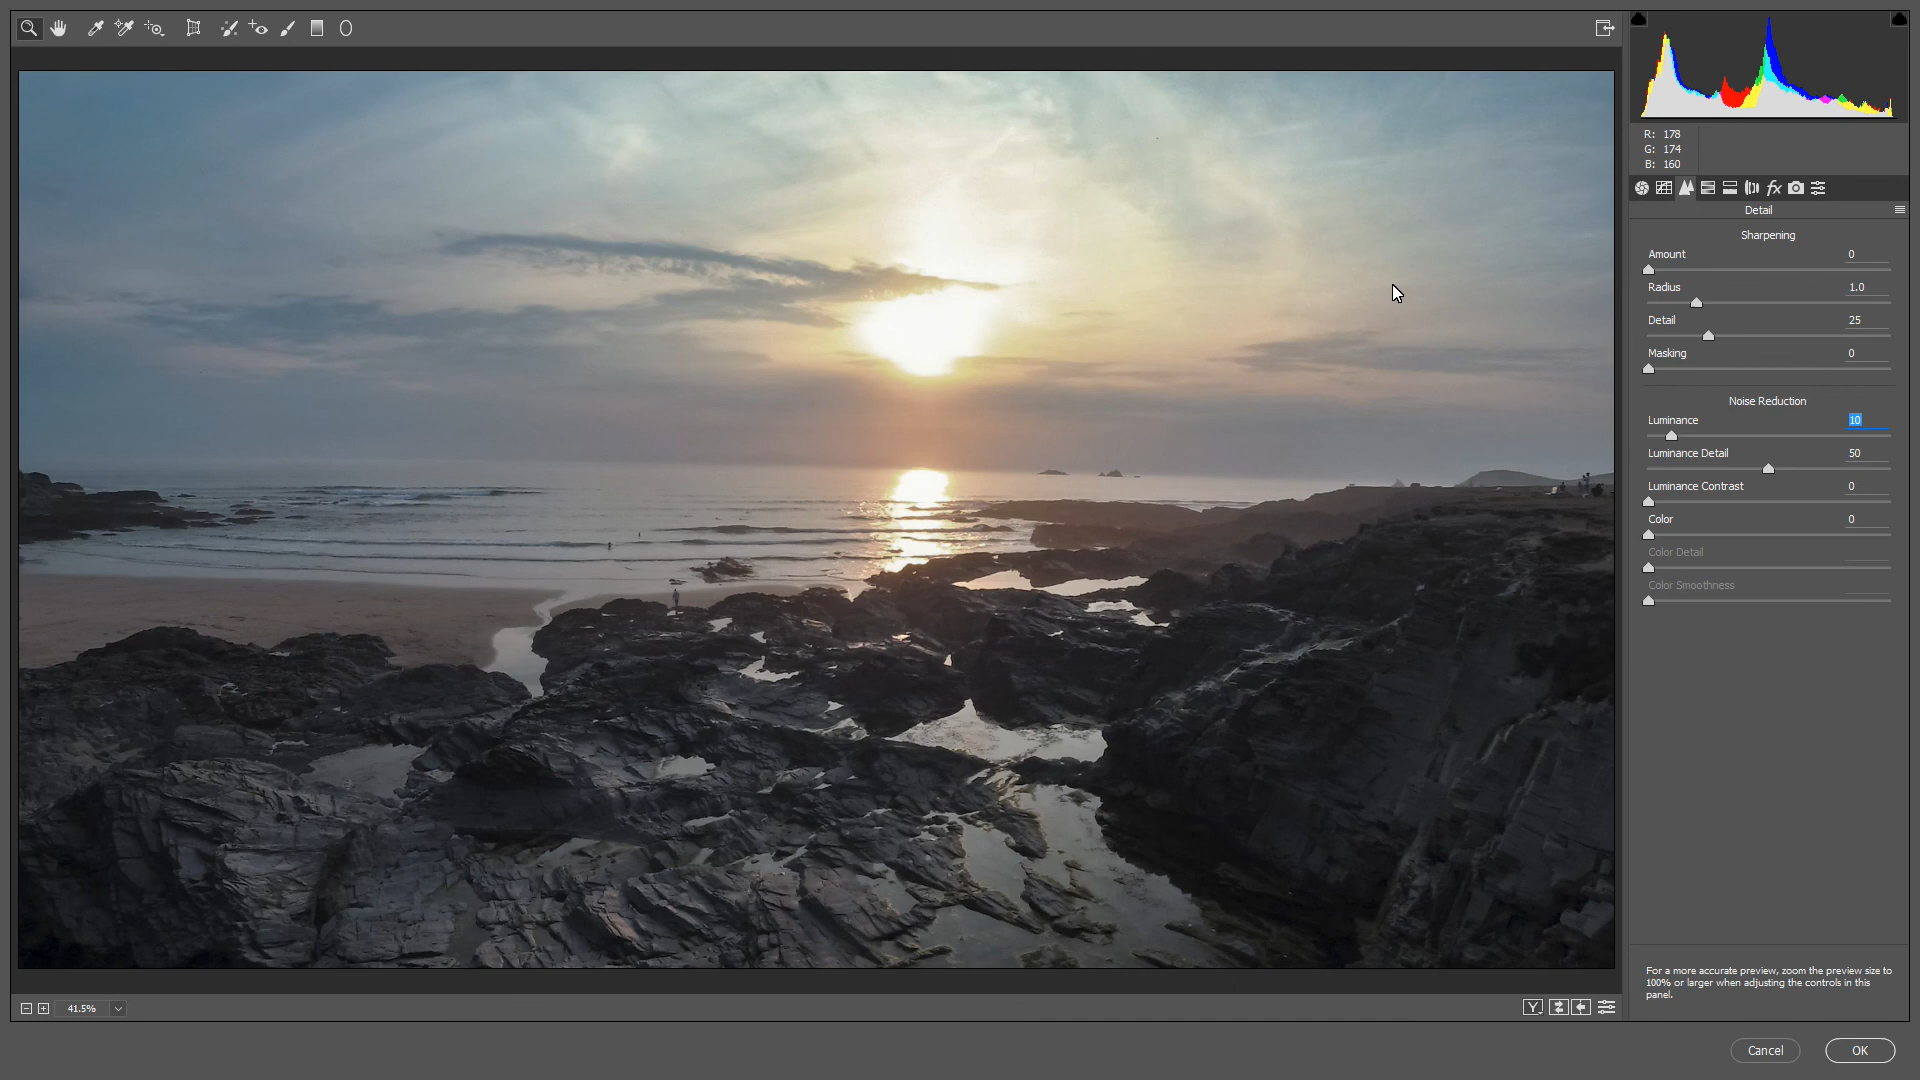 R: 178
G: 174
B: 160
fx
Detail
Sharpening
Amount 0
Radius 1.0
Detail 25
Masking 0
Noise Reduction
Luminance 10
Luminance Detail 50
Luminance Contrast 0
Color 0
Color Detail
Color Smoothness
For a more accurate preview, zoom the preview size to
100% or larger when adjusting the controls in this
panel.
41.5%
Y
Cancel OK